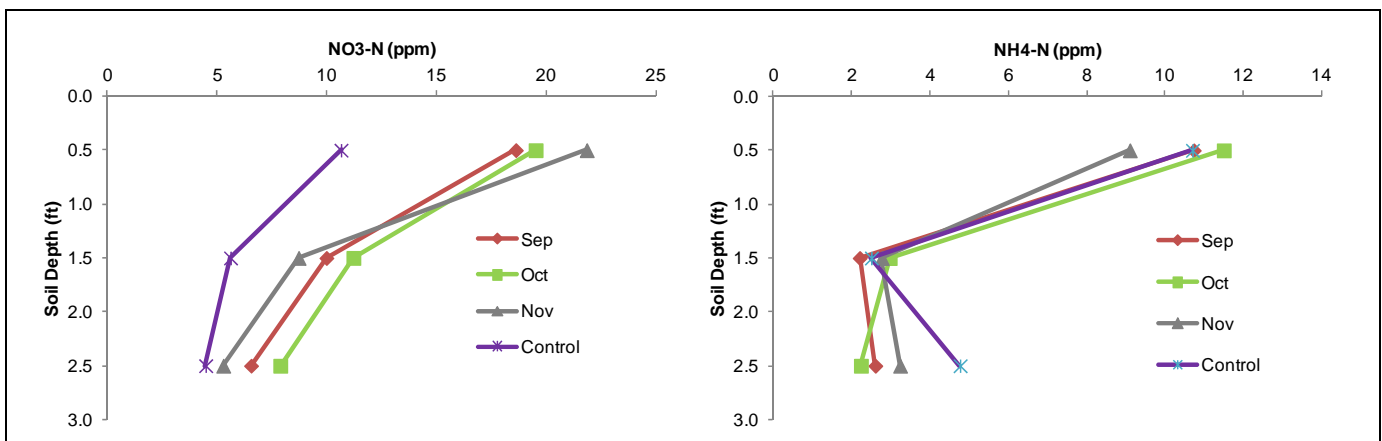 NO3-N (ppm)
0 5 10 15 20 25
0.0
0.5
1.0
1.5
2.0
2.5
3.0
Soil Depth (ft)
Sep
Oct
Nov
Control
NH4-N (ppm)
0 2 4 6 8 10 12 14
0.0
0.5
1.0
1.5
2.0
2.5
3.0
Soil Depth (ft)
Sep
Oct
Nov
Control